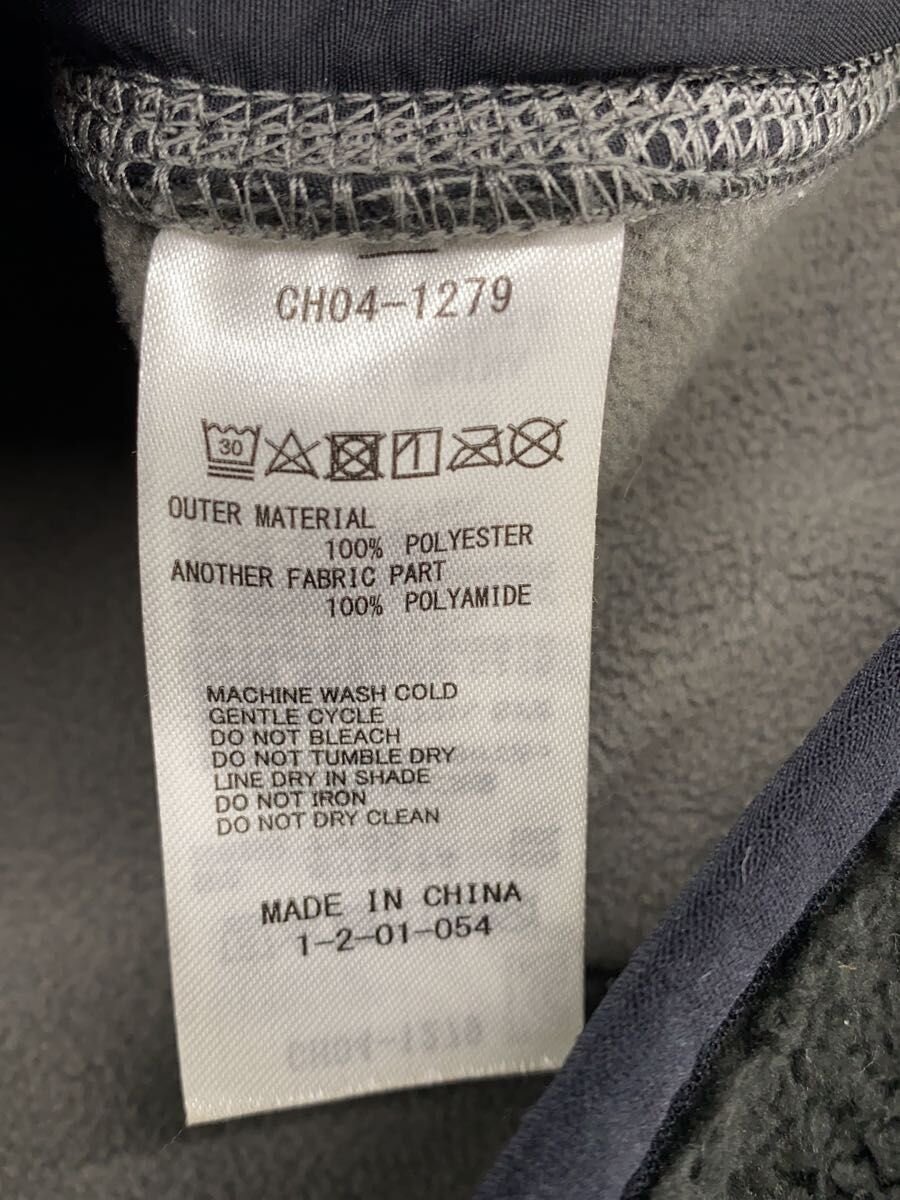 CH04-1279
30
OUTER MATERIAL
100% POLYESTER
ANOTHER FABRIC PART
100% POLYAMIDE
MACHINE WASH COLD
GENTLE CYCLE
DO NOT BLEACH
DO NOT TUMBLE DRY
LINE DRY IN SHADE
DO NOT IRON
DO NOT DRY CLEAN
MADE IN CHINA
1-2-01-054